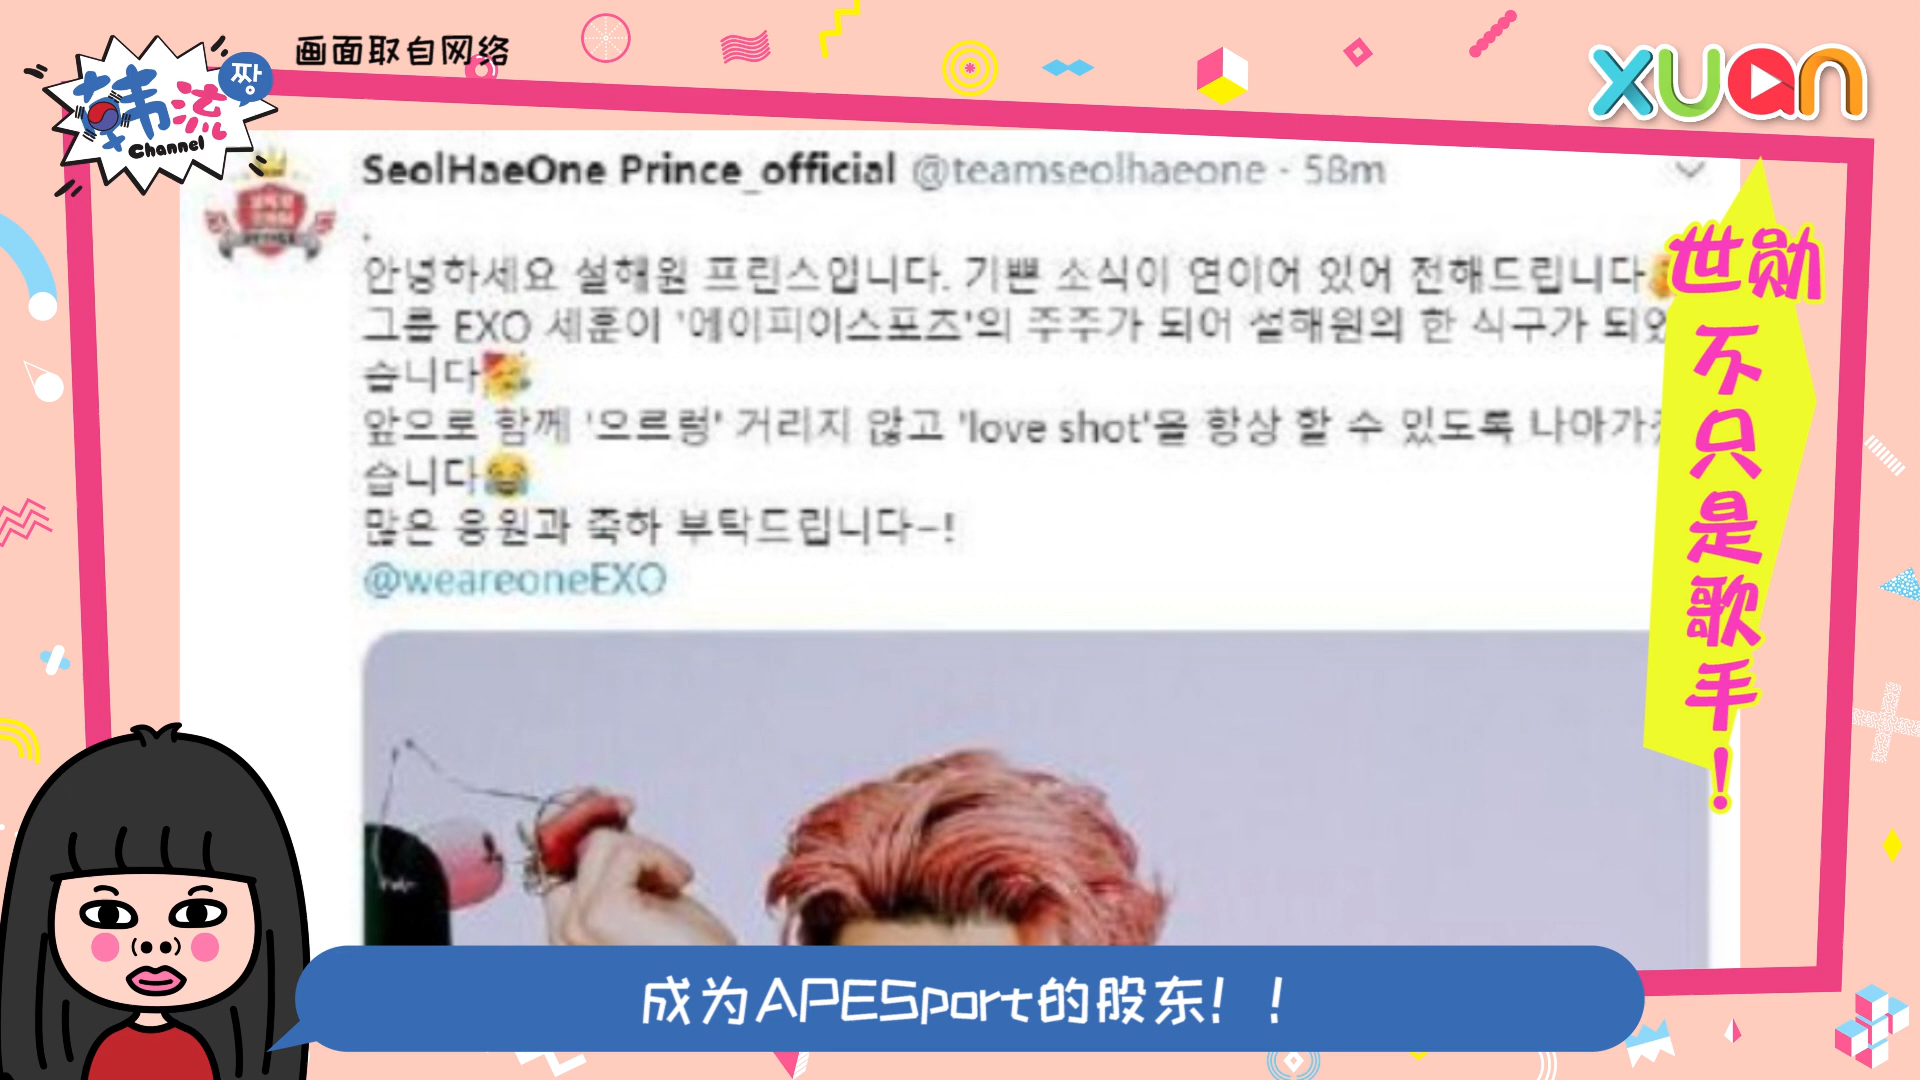 画面取自网络
짱
韩流
Channel
xuan
SeolHaeOne Prince_official @teamseolhaeone · 58m
.
안녕하세요 설해원 프린스입니다. 기쁜 소식이 연이어 있어 전해드립니다
그룹 EXO 세훈이 '에이피이스포츠'의 주주가 되어 설해원의 한 식구가 되었
습니다
앞으로 함께 '으르렁' 거리지 않고 'love shot'을 항상 할 수 있도록 나아가겠
습니다
많은 응원과 축하 부탁드립니다~!
@weareoneEXO
世勋
不只是歌手!
成为APESport的股东！！